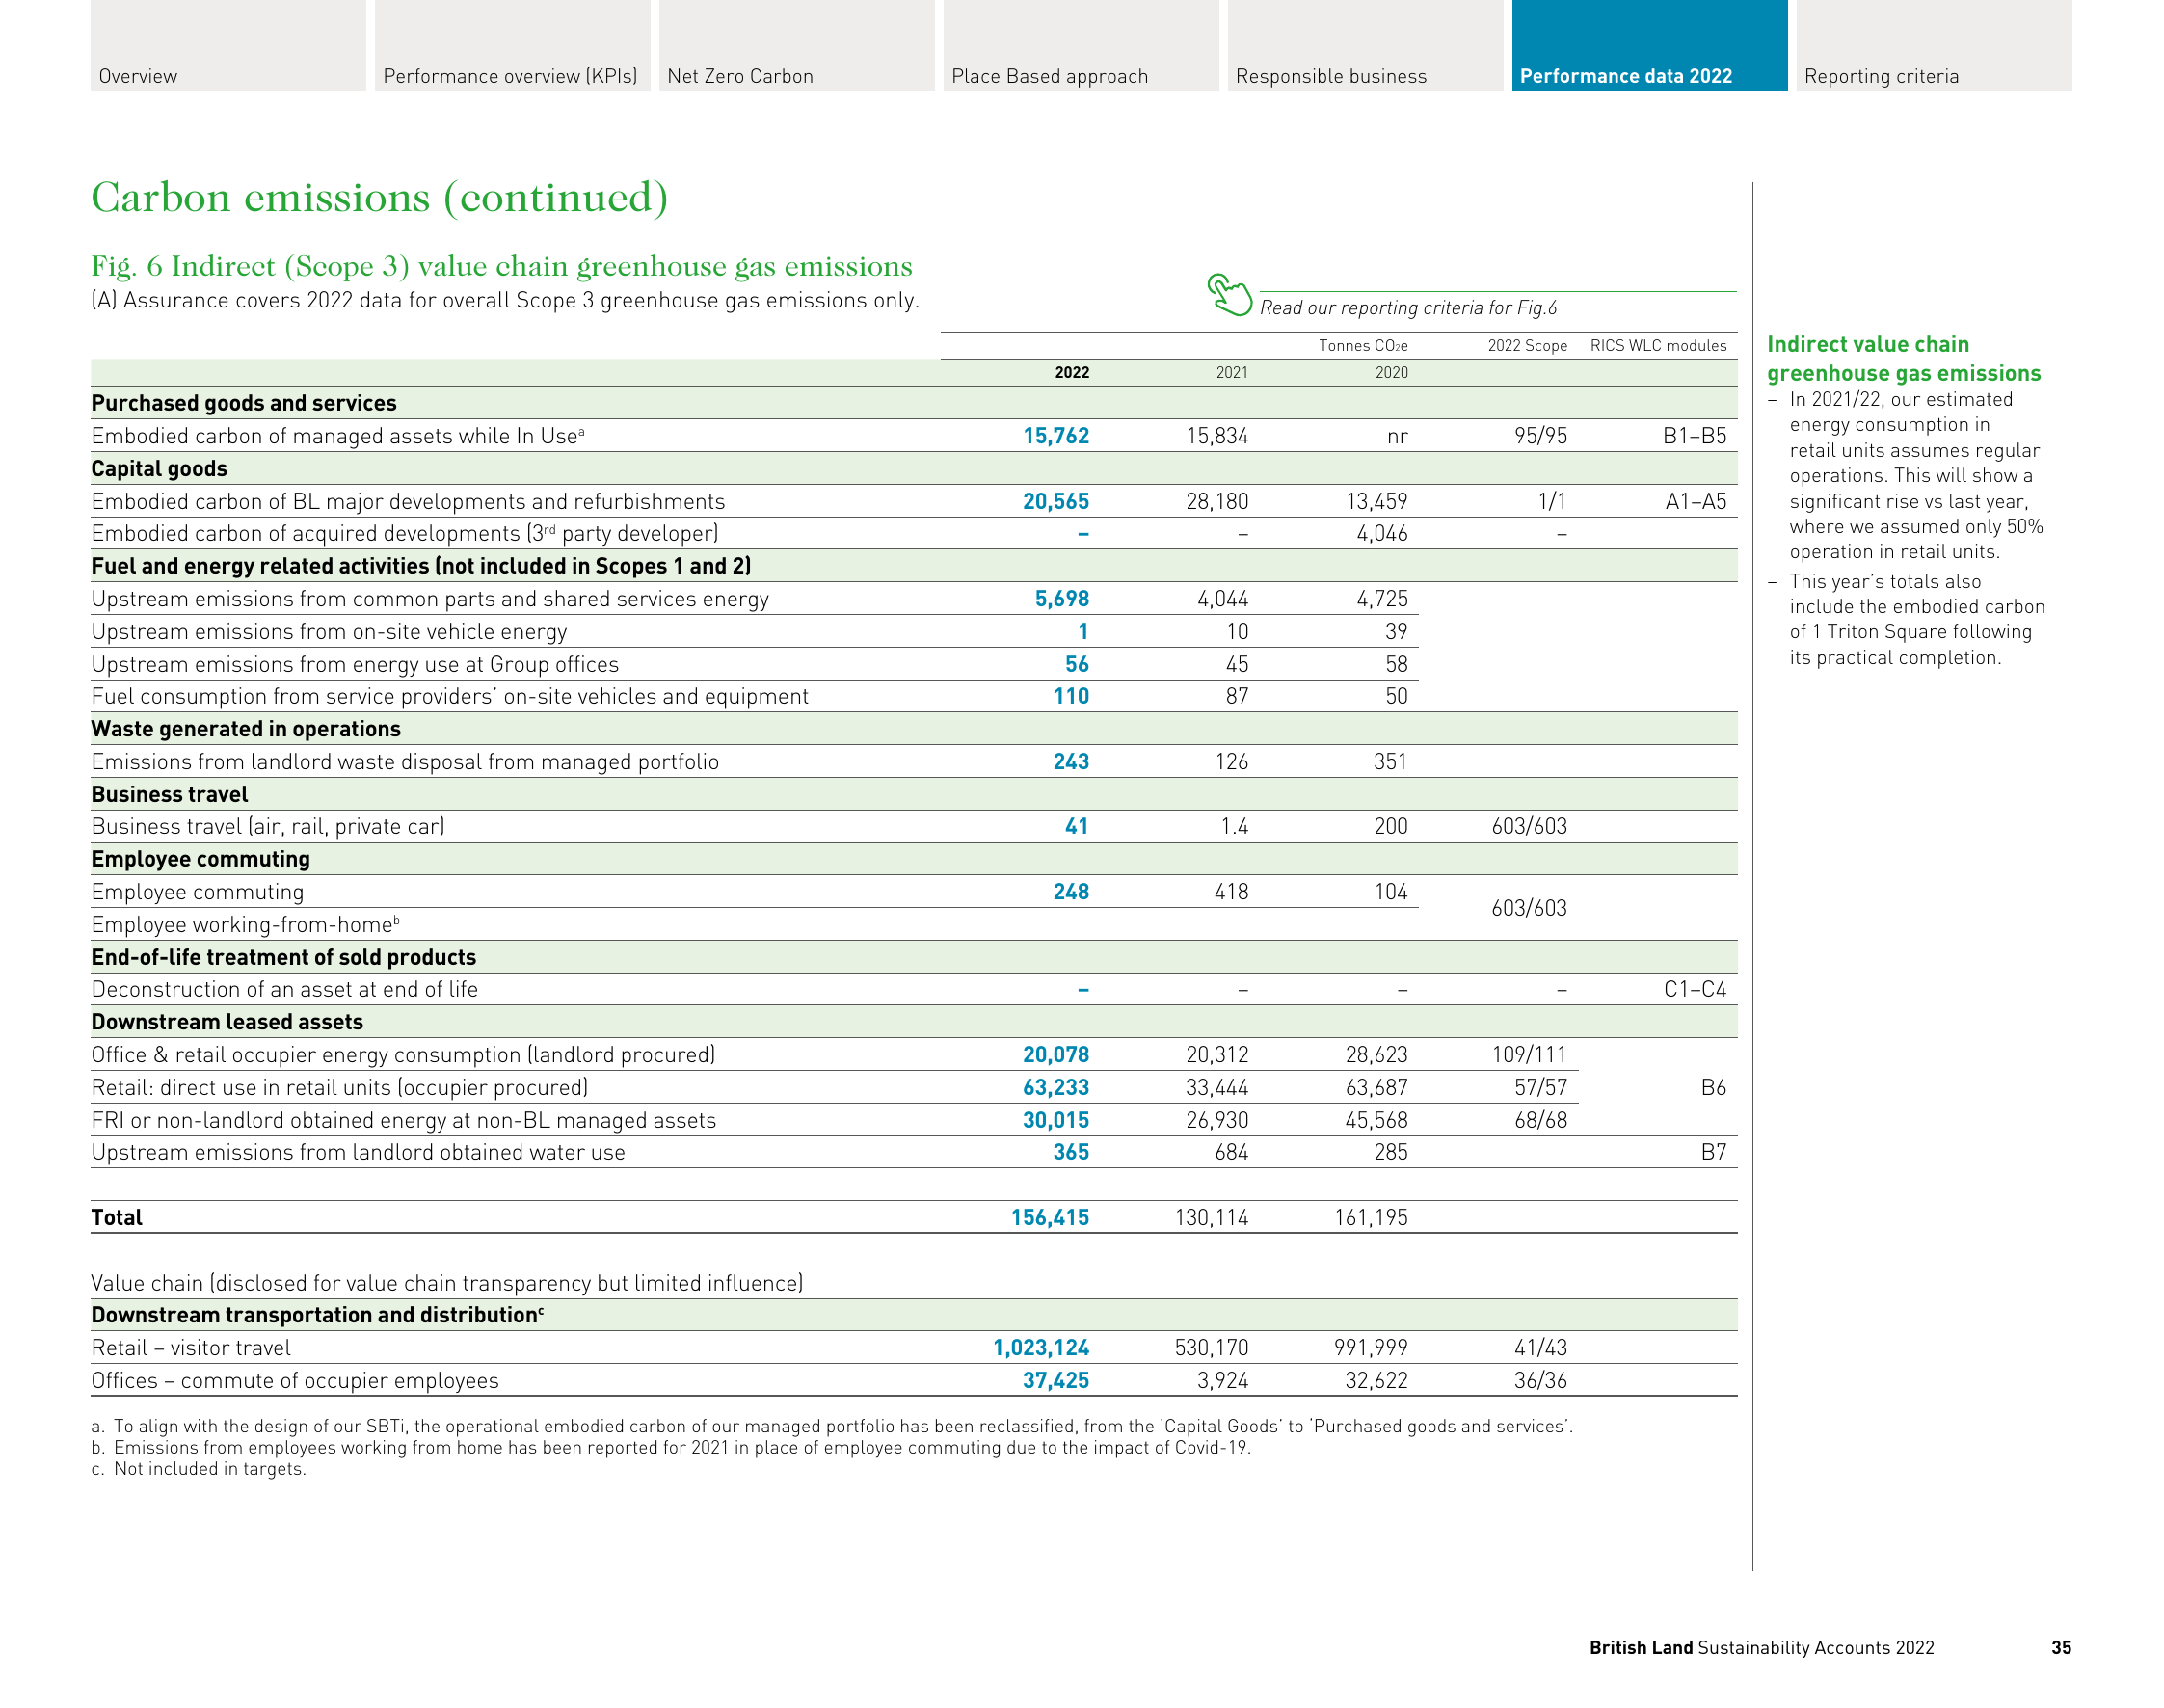 Overview
Performance overview (KPIs)
Net Zero Carbon
Place Based approach
Responsible business
Performance data 2022
Reporting criteria
Carbon emissions (continued)
Fig. 6 Indirect (Scope 3) value chain greenhouse gas emissions
(A) Assurance covers 2022 data for overall Scope 3 greenhouse gas emissions only.
Read our reporting criteria for Fig.6
Tonnes CO2e 2022 Scope RICS WLC modules
2022 2021 2020
Purchased goods and services
Embodied carbon of managed assets while In Useᵃ 15,762 15,834 nr 95/95 B1–B5
Capital goods
Embodied carbon of BL major developments and refurbishments 20,565 28,180 13,459 1/1 A1–A5
Embodied carbon of acquired developments (3rd party developer) – – 4,046 –
Fuel and energy related activities (not included in Scopes 1 and 2)
Upstream emissions from common parts and shared services energy 5,698 4,044 4,725
Upstream emissions from on-site vehicle energy 1 10 39
Upstream emissions from energy use at Group offices 56 45 58
Fuel consumption from service providers’ on-site vehicles and equipment 110 87 50
Waste generated in operations
Emissions from landlord waste disposal from managed portfolio 243 126 351
Business travel
Business travel (air, rail, private car) 41 1.4 200 603/603
Employee commuting
Employee commuting 248 418 104 603/603
Employee working-from-homeᵇ
End-of-life treatment of sold products
Deconstruction of an asset at end of life – – – – C1–C4
Downstream leased assets
Office & retail occupier energy consumption (landlord procured) 20,078 20,312 28,623 109/111
Retail: direct use in retail units (occupier procured) 63,233 33,444 63,687 57/57 B6
FRI or non-landlord obtained energy at non-BL managed assets 30,015 26,930 45,568 68/68
Upstream emissions from landlord obtained water use 365 684 285 B7
Total 156,415 130,114 161,195
Value chain (disclosed for value chain transparency but limited influence)
Downstream transportation and distributionᶜ
Retail – visitor travel 1,023,124 530,170 991,999 41/43
Offices – commute of occupier employees 37,425 3,924 32,622 36/36
a. To align with the design of our SBTi, the operational embodied carbon of our managed portfolio has been reclassified, from the ‘Capital Goods’ to ‘Purchased goods and services’.
b. Emissions from employees working from home has been reported for 2021 in place of employee commuting due to the impact of Covid-19.
c. Not included in targets.
Indirect value chain
greenhouse gas emissions
– In 2021/22, our estimated
energy consumption in
retail units assumes regular
operations. This will show a
significant rise vs last year,
where we assumed only 50%
operation in retail units.
– This year’s totals also
include the embodied carbon
of 1 Triton Square following
its practical completion.
British Land Sustainability Accounts 2022 35